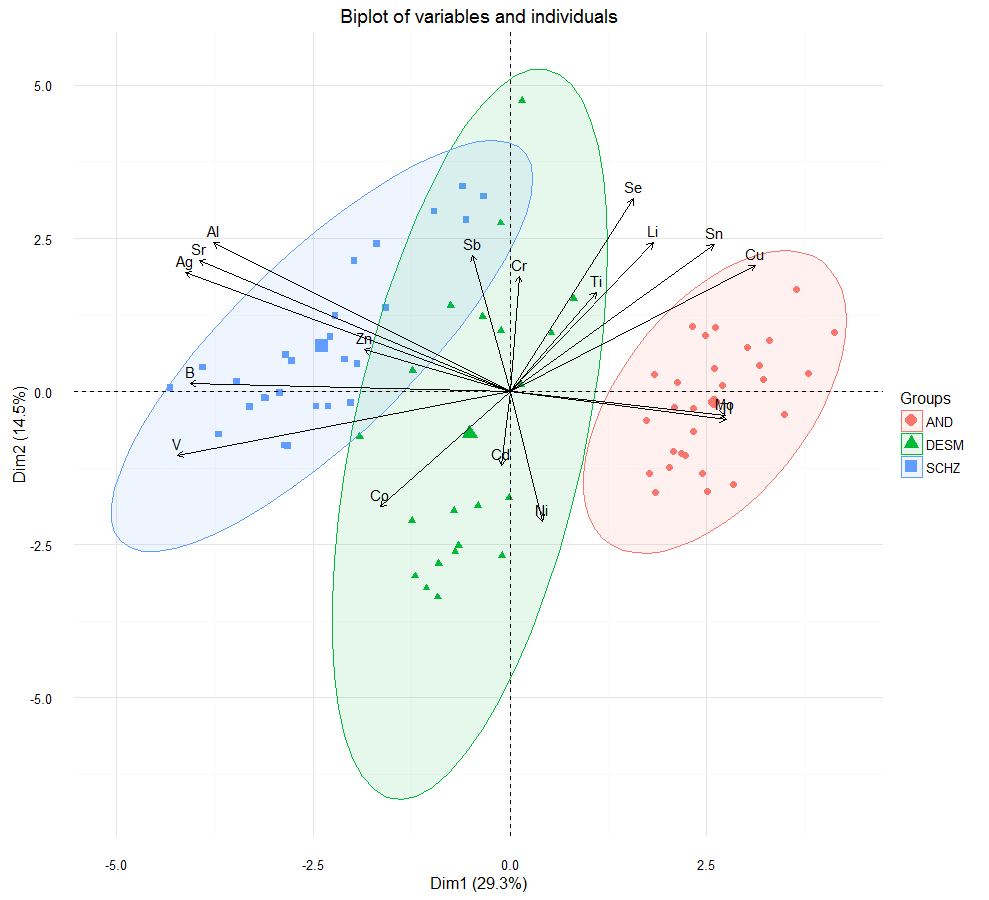 Biplot of variables and individuals
5.0
Se
Al
Li
Sn
2.5
Sr
Sb
Cu
Ag
Cr
Ti
Zn
B
0.0
Groups
Mo
AND
V
DESM
Cd
Dim2 (14.5%)
SCHZ
Co
Ni
-2.5
-5.0
-5.0
-2.5
0.0
2.5
Dim1 (29.3%)